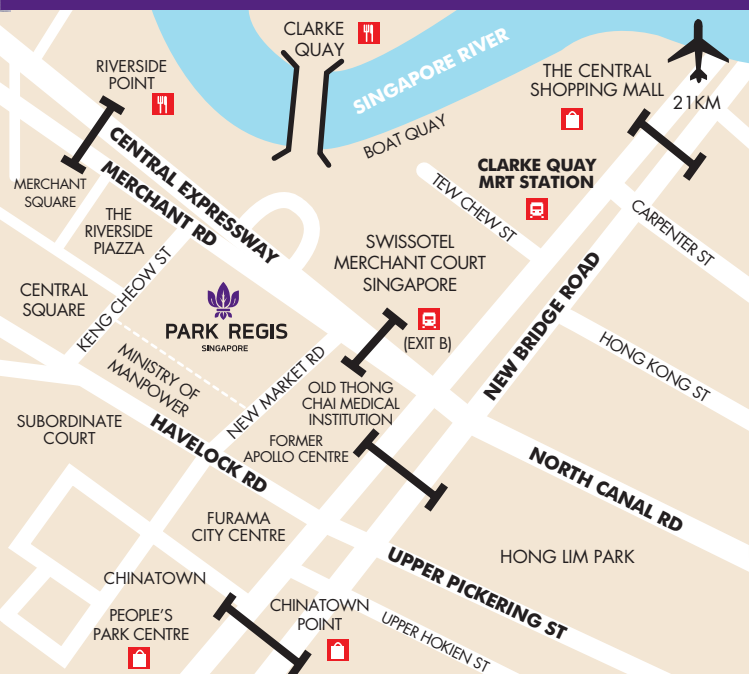 CLARKE
QUAY
RIVERSIDE
POINT
SINGAPORE RIVER
THE CENTRAL
SHOPPING MALL
21KM
BOAT QUAY
CENTRAL EXPRESSWAY
MERCHANT RD
CLARKE QUAY
MRT STATION
MERCHANT
SQUARE
TEW CHEW ST
CARPENTER ST
THE
RIVERSIDE
PIAZZA
SWISSOTEL
MERCHANT COURT
SINGAPORE
(EXIT B)
KENG CHEOW ST
CENTRAL
SQUARE
PARK REGIS
SINGAPORE
NEW BRIDGE ROAD
HONG KONG ST
MINISTRY OF
MANPOWER
NEW MARKET RD
OLD THONG
CHAI MEDICAL
INSTITUTION
SUBORDINATE
COURT
HAVELOCK RD
FORMER
APOLLO CENTRE
NORTH CANAL RD
FURAMA
CITY CENTRE
HONG LIM PARK
UPPER PICKERING ST
CHINATOWN
PEOPLE'S
PARK CENTRE
CHINATOWN
POINT
UPPER HOKIEN ST